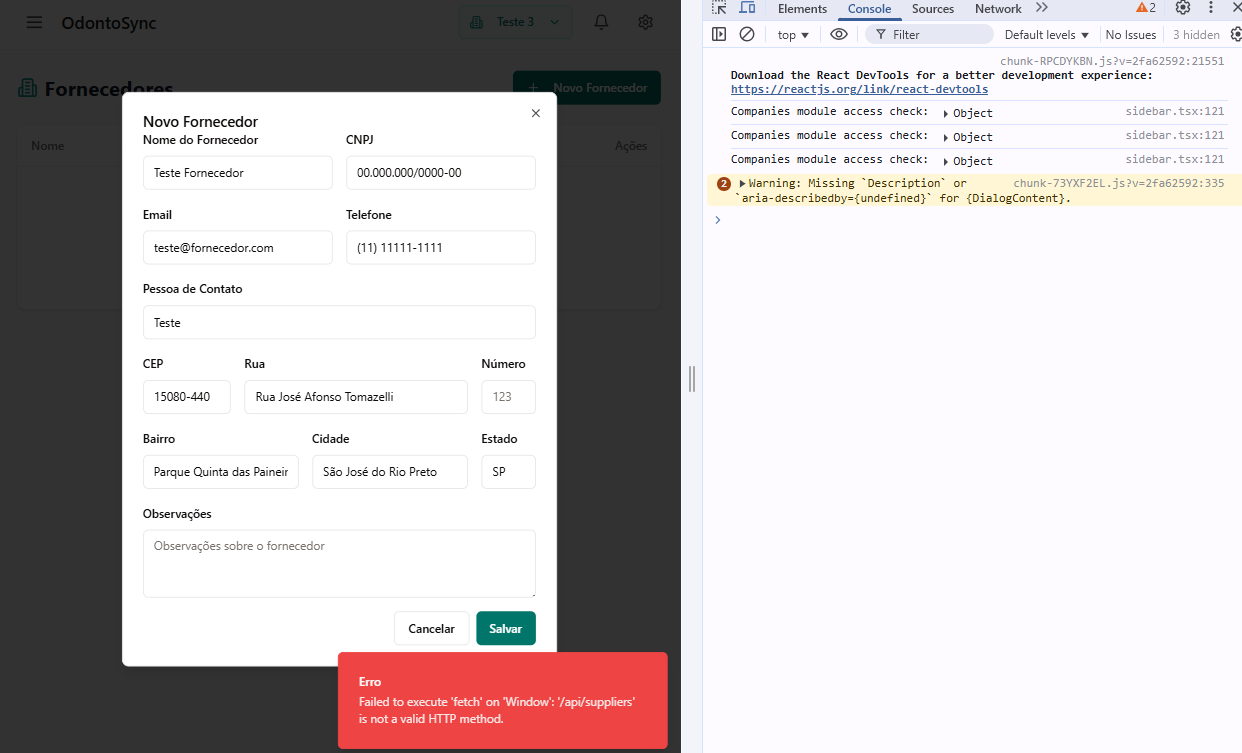 OdontoSync
Teste 3
Fornecedores
Novo Fornecedor
Nome
Ações
Novo Fornecedor
Nome do Fornecedor
CNPJ
Teste Fornecedor
00.000.000/0000-00
Email
Telefone
teste@fornecedor.com
(11) 11111-1111
Pessoa de Contato
Teste
CEP
Rua
Número
15080-440
Rua José Afonso Tomazelli
123
Bairro
Cidade
Estado
Parque Quinta das Paineir
São José do Rio Preto
SP
Observações
Observações sobre o fornecedor
Cancelar
Salvar
Erro
Failed to execute 'fetch' on 'Window': '/api/suppliers'
is not a valid HTTP method.
Elements
Console
Sources
Network
2
top
Filter
Default levels
No Issues
3 hidden
chunk-RPCDYKBN.js?v=2fa62592:21551
Download the React DevTools for a better development experience:
https://reactjs.org/link/react-devtools
Companies module access check: Object sidebar.tsx:121
Companies module access check: Object sidebar.tsx:121
Companies module access check: Object sidebar.tsx:121
2 Warning: Missing `Description` or chunk-73YXF2EL.js?v=2fa62592:335
`aria-describedby={undefined}` for {DialogContent}.